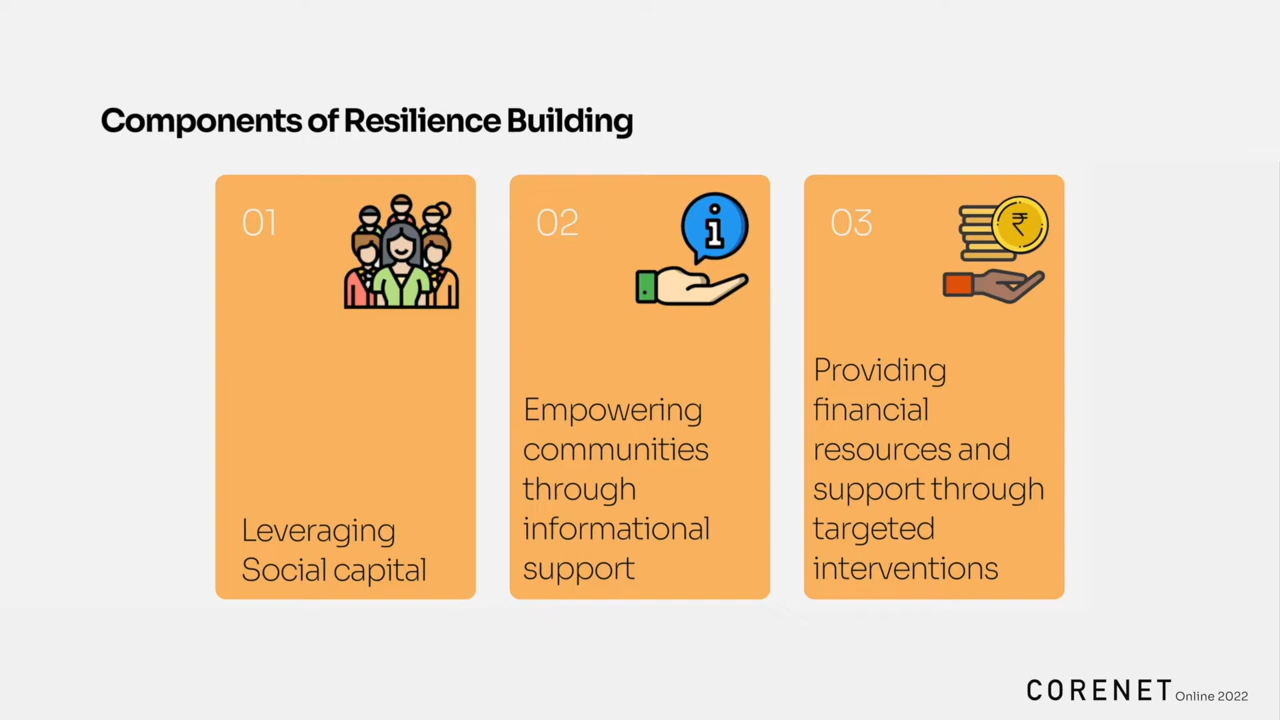 Components of Resilience Building
01
Leveraging
Social capital
02
i
Empowering
communities
through
informational
support
03
₹
Providing
financial
resources and
support through
targeted
interventions
CORENET Online 2022